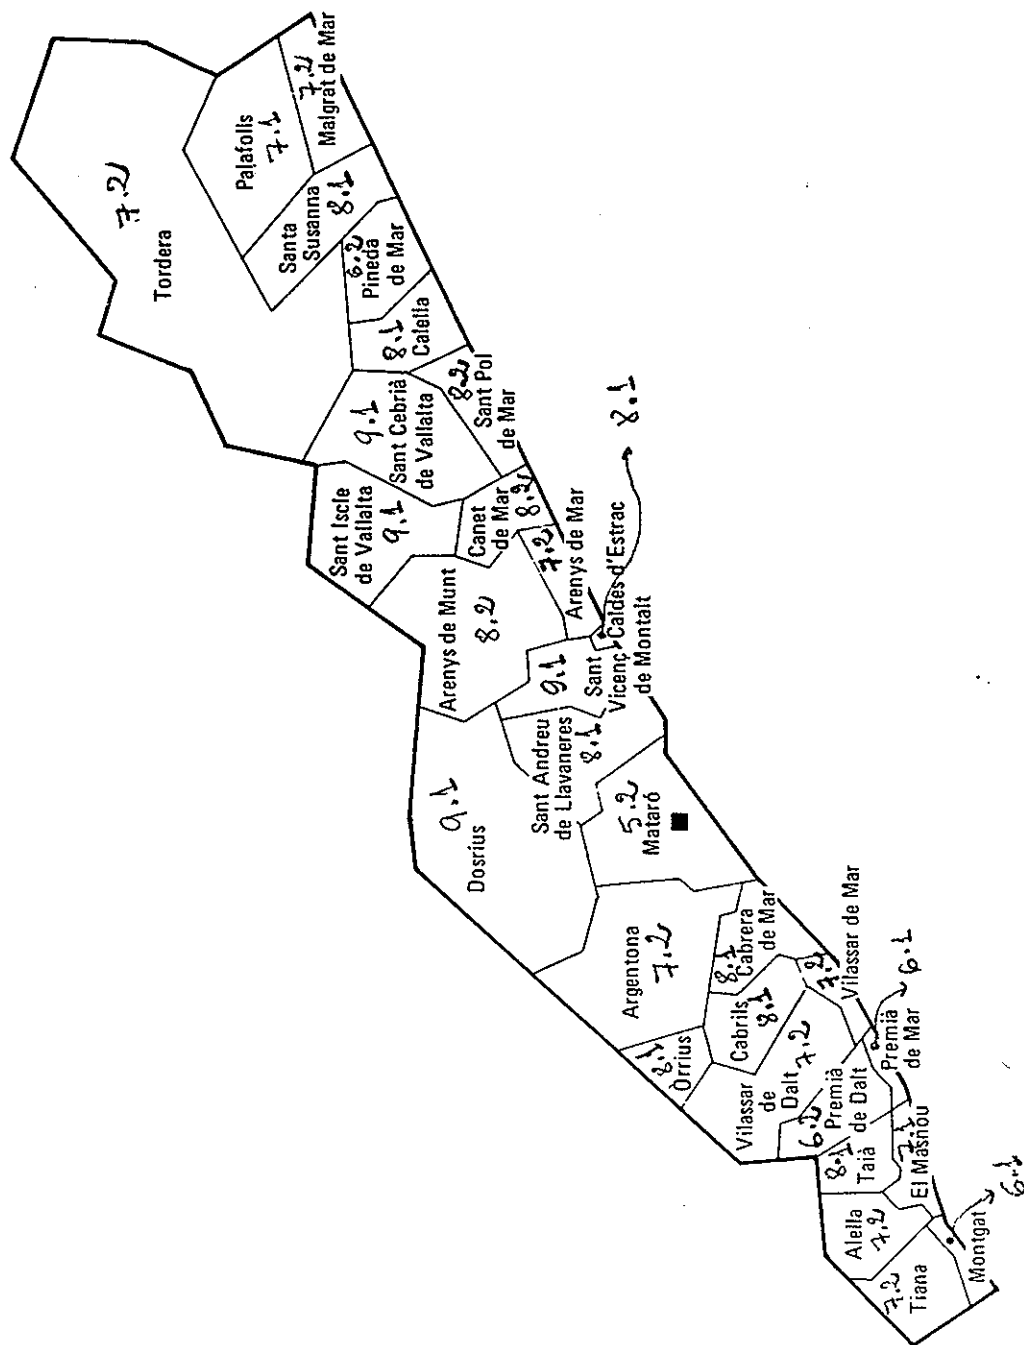 7.2
Tordera
Palafolls
7.1
7.2
Malgrat de Mar
Santa
Susanna
8.1
6.2
Pineda
de Mar
8.1
Calella
9.1
Sant Cebrià
de Vallalta
8.2
Sant Pol
de Mar
Sant Iscle
de Vallalta
9.1
Canet
de Mar
8.2
Arenys de Munt
8.2
7.2
Arenys de Mar
Caldes d'Estrac
8.1
9.1
Sant
Vicenç
de Montalt
Sant Andreu
de Llavaneres
8.1
9.1
Dosrius
5.2
Mataró
Argentona
7.2
8.1
Cabrera
de Mar
Cabrils
8.1
8.1
Orrius
7.2
Vilassar de Mar
Vilassar
de
Dalt
7.2
6.2
Premià
de Dalt
Premià
de Mar
6.1
8.1
Taià
7.1
El Masnou
Alella
7.2
7.2
Tiana
Montgat
6.1